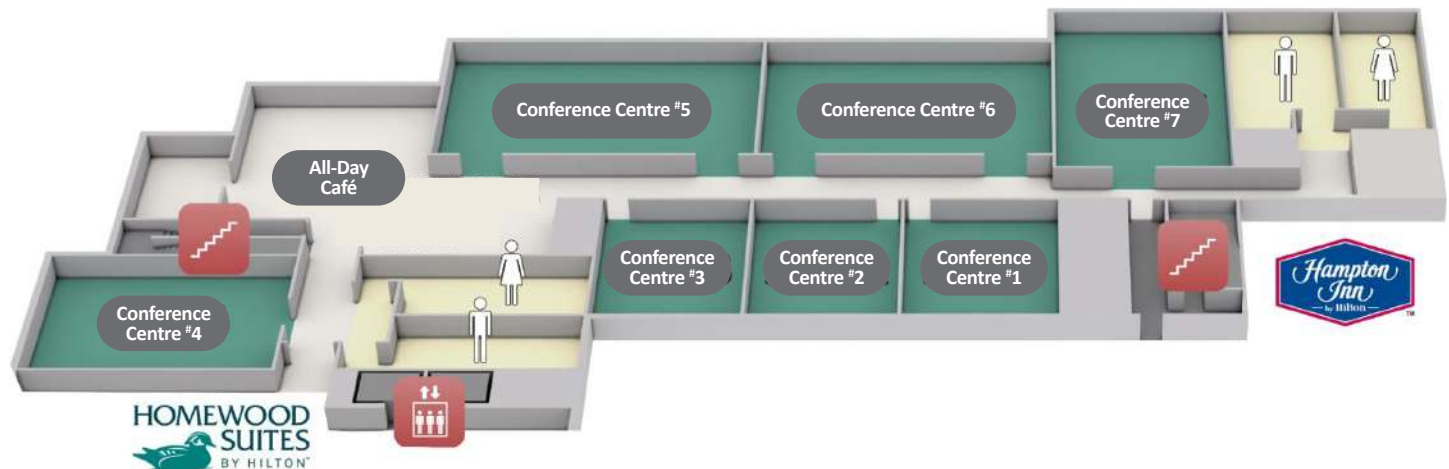 Conference Centre #5
Conference Centre #6
Conference
Centre #7
All-Day
Café
Conference
Centre #3
Conference
Centre #2
Conference
Centre #1
Conference
Centre #4
Hampton
Inn
by Hilton
TM
HOMEWOOD
SUITES
BY HILTON